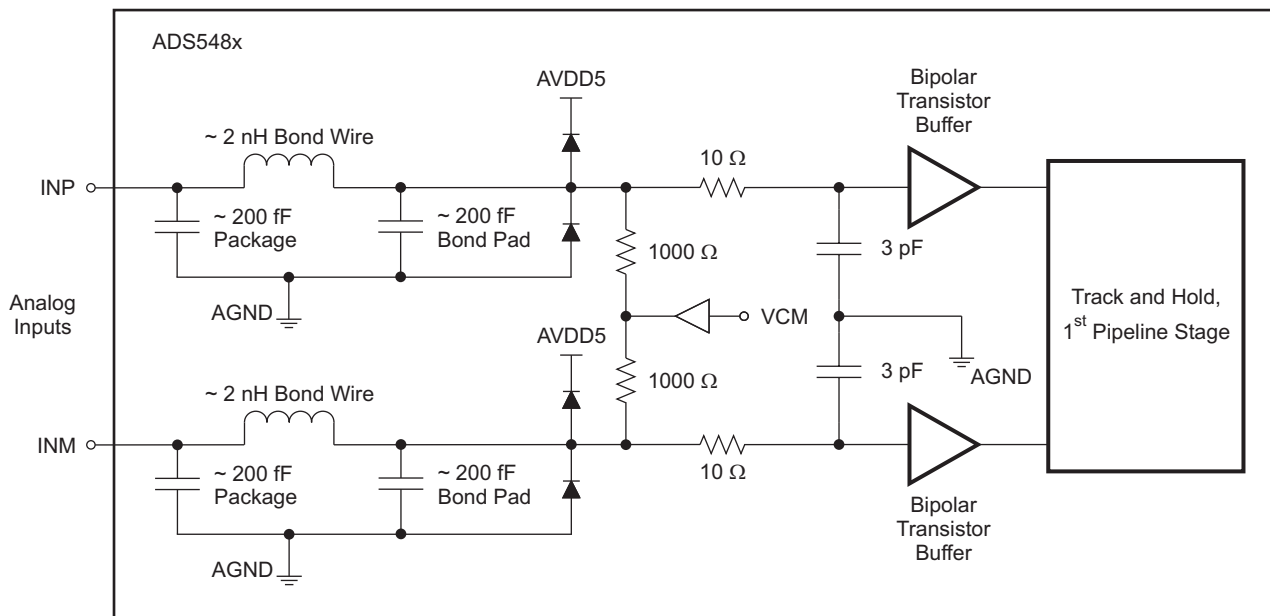 ADS548x
AVDD5
Bipolar
Transistor
Buffer
~ 2 nH Bond Wire
10 Ω
INP
~ 200 fF
Package
~ 200 fF
Bond Pad
1000 Ω
3 pF
AGND
Analog
Inputs
VCM
Track and Hold,
1st Pipeline Stage
AVDD5
1000 Ω
3 pF
AGND
~ 2 nH Bond Wire
INM
10 Ω
~ 200 fF
Package
~ 200 fF
Bond Pad
Bipolar
Transistor
Buffer
AGND